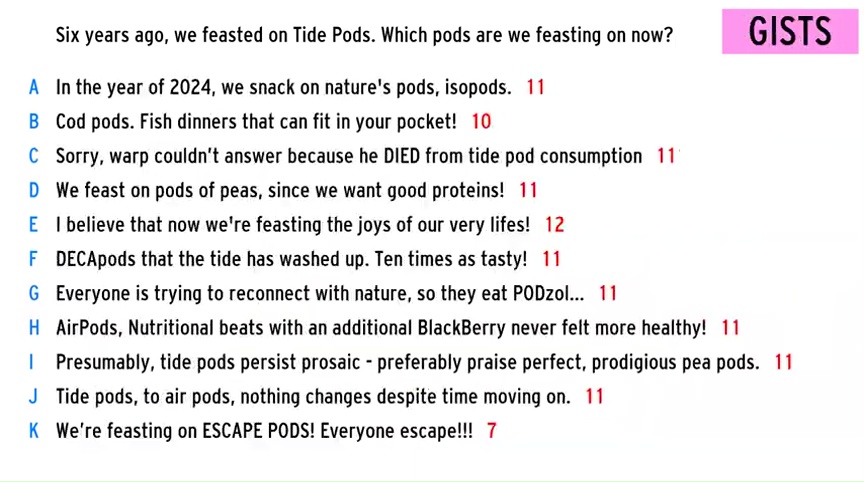 Six years ago, we feasted on Tide Pods. Which pods are we feasting on now?
GISTS
A In the year of 2024, we snack on nature's pods, isopods. 11
B Cod pods. Fish dinners that can fit in your pocket! 10
C Sorry, warp couldn't answer because he DIED from tide pod consumption 11
D We feast on pods of peas, since we want good proteins! 11
E I believe that now we're feasting the joys of our very lifes! 12
F DECApods that the tide has washed up. Ten times as tasty! 11
G Everyone is trying to reconnect with nature, so they eat PODzol... 11
H AirPods, Nutritional beats with an additional BlackBerry never felt more healthy! 11
I Presumably, tide pods persist prosaic - preferably praise perfect, prodigious pea pods. 11
J Tide pods, to air pods, nothing changes despite time moving on. 11
K We're feasting on ESCAPE PODS! Everyone escape!!! 7